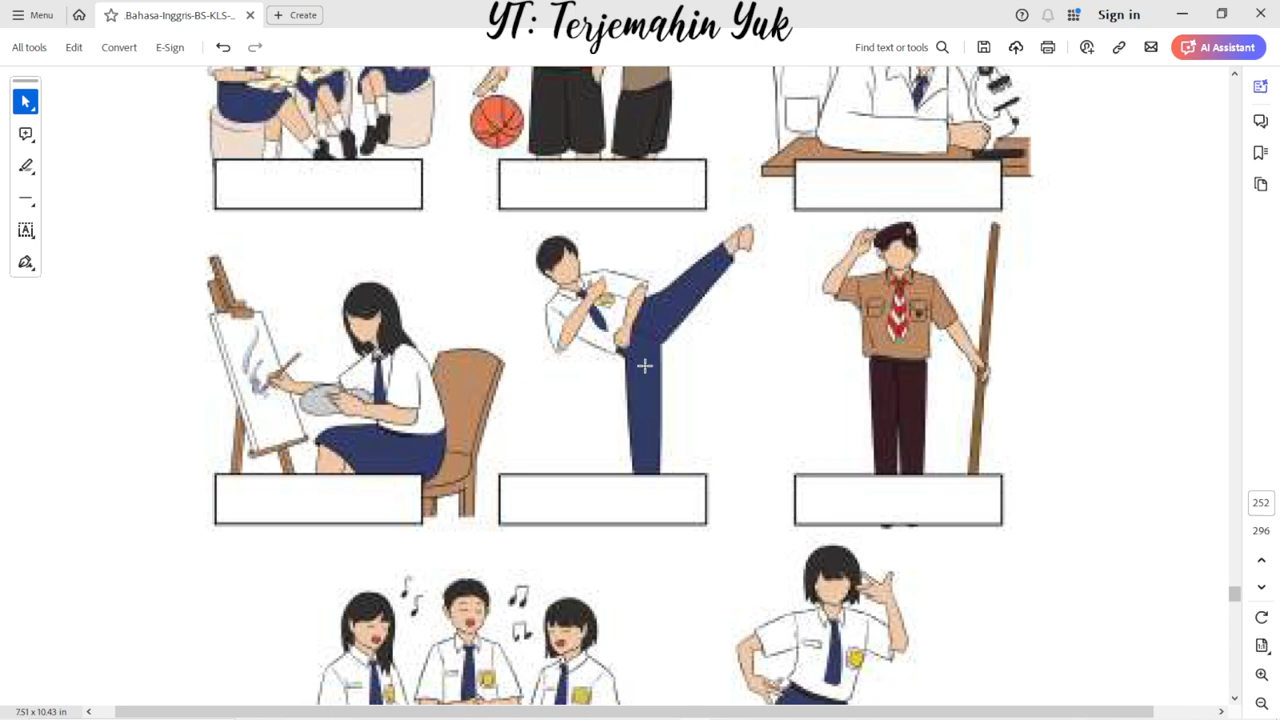 YT: Terjemahin Yuk
Menu
.Bahasa-Inggris-BS-KLS-...
Create
Sign in
All tools
Edit
Convert
E-Sign
Find text or tools
AI Assistant
252
296
7.51 x 10.43 in